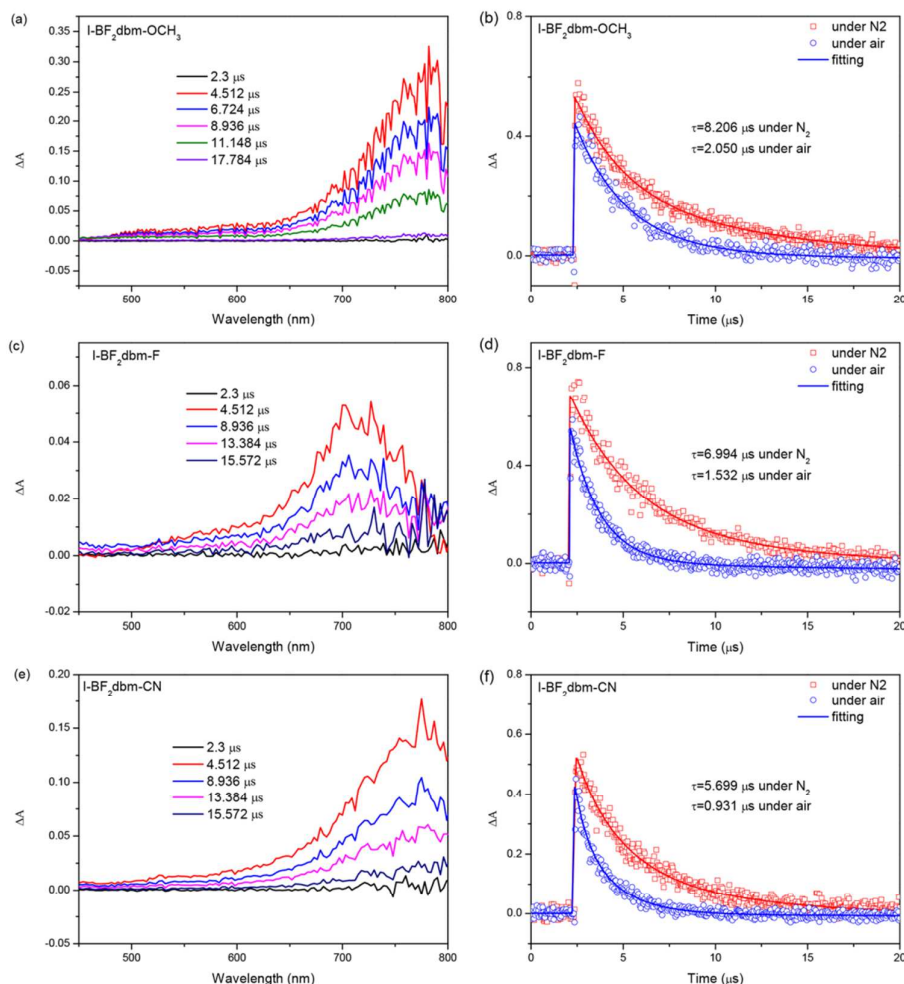 (a)
I-BF₂dbm-OCH₃
2.3 μs
4.512 μs
6.724 μs
8.936 μs
11.148 μs
17.784 μs
0.35
0.30
0.25
0.20
0.15
0.10
0.05
0.00
-0.05
ΔA
500
600
700
800
Wavelength (nm)
(b)
I-BF₂dbm-OCH₃
under N2
under air
fitting
τ=8.206 μs under N₂
τ=2.050 μs under air
0.8
0.4
0.0
ΔA
0
5
10
15
20
Time (μs)
(c)
I-BF₂dbm-F
2.3 μs
4.512 μs
8.936 μs
13.384 μs
15.572 μs
0.06
0.04
0.02
0.00
-0.02
ΔA
500
600
700
800
Wavelength (nm)
(d)
I-BF₂dbm-F
under N2
under air
fitting
τ=6.994 μs under N₂
τ=1.532 μs under air
0.8
0.4
0.0
ΔA
0
5
10
15
20
Time (μs)
(e)
I-BF₂dbm-CN
2.3 μs
4.512 μs
8.936 μs
13.384 μs
15.572 μs
0.20
0.15
0.10
0.05
0.00
-0.05
ΔA
500
600
700
800
Wavelength (nm)
(f)
I-BF₂dbm-CN
under N2
under air
fitting
τ=5.699 μs under N₂
τ=0.931 μs under air
0.8
0.6
0.4
0.2
0.0
ΔA
0
5
10
15
20
Time (μs)